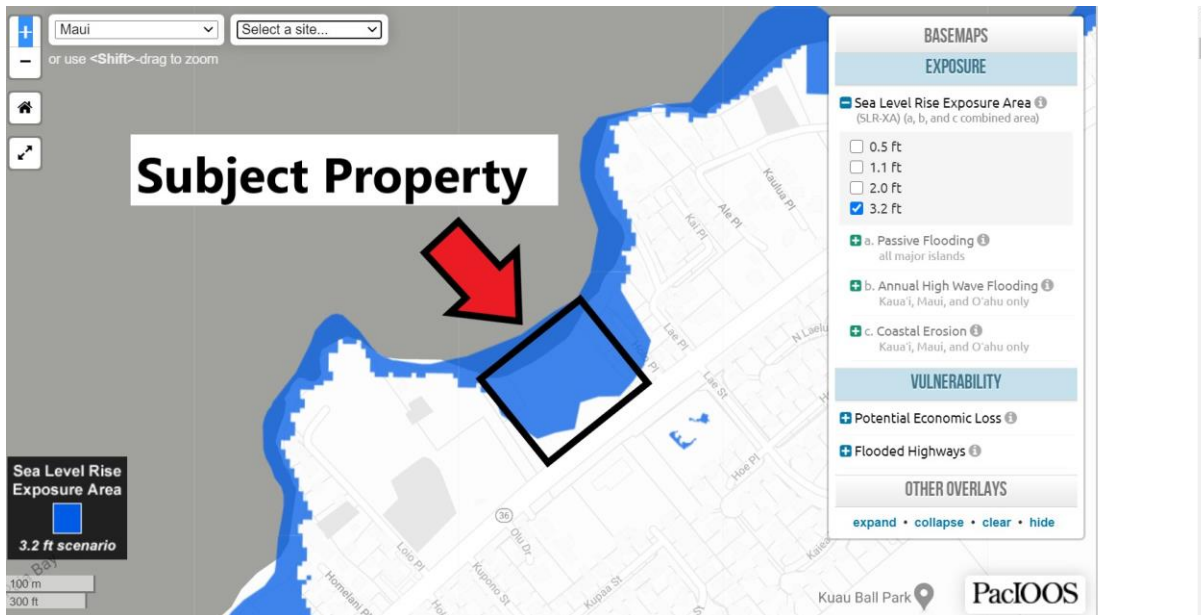 +
Maui
Select a site...
−
or use <Shift>-drag to zoom
Subject Property
BASEMAPS
EXPOSURE
Sea Level Rise Exposure Area
(SLR-XA) (a, b, and c combined area)
0.5 ft
1.1 ft
2.0 ft
3.2 ft
a. Passive Flooding
all major islands
b. Annual High Wave Flooding
Kaua'i, Maui, and O'ahu only
c. Coastal Erosion
Kaua'i, Maui, and O'ahu only
VULNERABILITY
Potential Economic Loss
Flooded Highways
OTHER OVERLAYS
expand • collapse • clear • hide
Kaulua Pl
Ale Pl
Kai Pl
Lae Pl
N Laelu
Lae St
Hoe Pl
36
Olu Dr
Loio Pl
Kupono St
Kupaa St
Homelani Pl
Sea Level Rise
Exposure Area
3.2 ft scenario
Bay
100 m
300 ft
Kuau Ball Park
PacIOOS